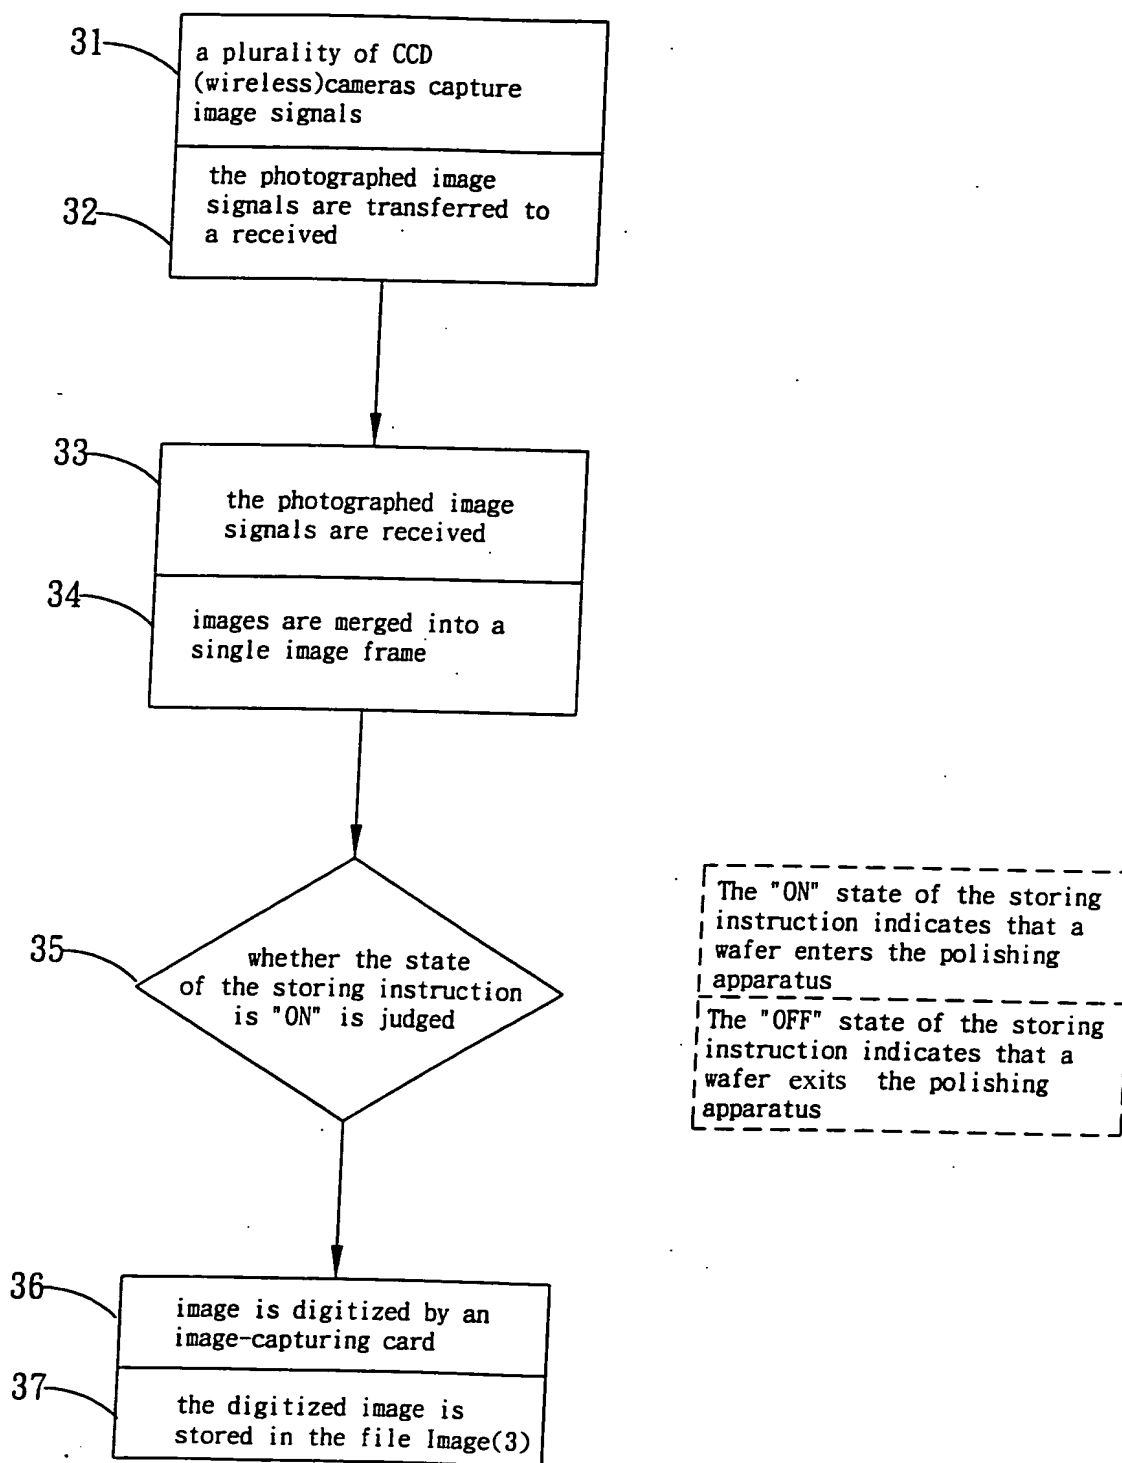 31
a plurality of CCD
(wireless)cameras capture
image signals
32
the photographed image
signals are transferred to
a received
33
the photographed image
signals are received
34
images are merged into a
single image frame
35
whether the state
of the storing instruction
is "ON" is judged
The "ON" state of the storing
instruction indicates that a
wafer enters the polishing
apparatus
The "OFF" state of the storing
instruction indicates that a
wafer exits the polishing
apparatus
36
image is digitized by an
image-capturing card
37
the digitized image is
stored in the file Image(3)